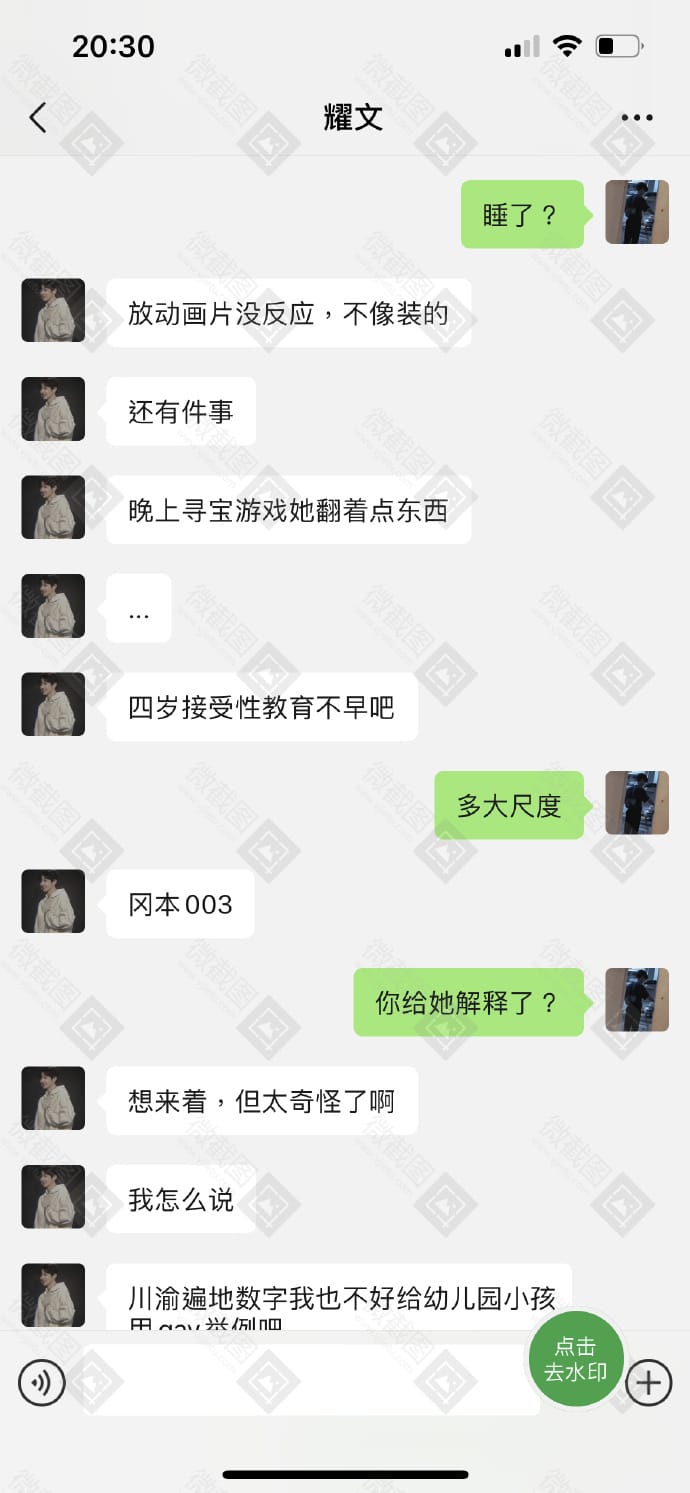 20:30
耀文
睡了？
放动画片没反应，不像装的
还有件事
晚上寻宝游戏她翻着点东西
...
四岁接受性教育不早吧
多大尺度
冈本003
你给她解释了？
想来着，但太奇怪了啊
我怎么说
川渝遍地数字我也不好给幼儿园小孩
用gay举例吧
点击
去水印
微截图